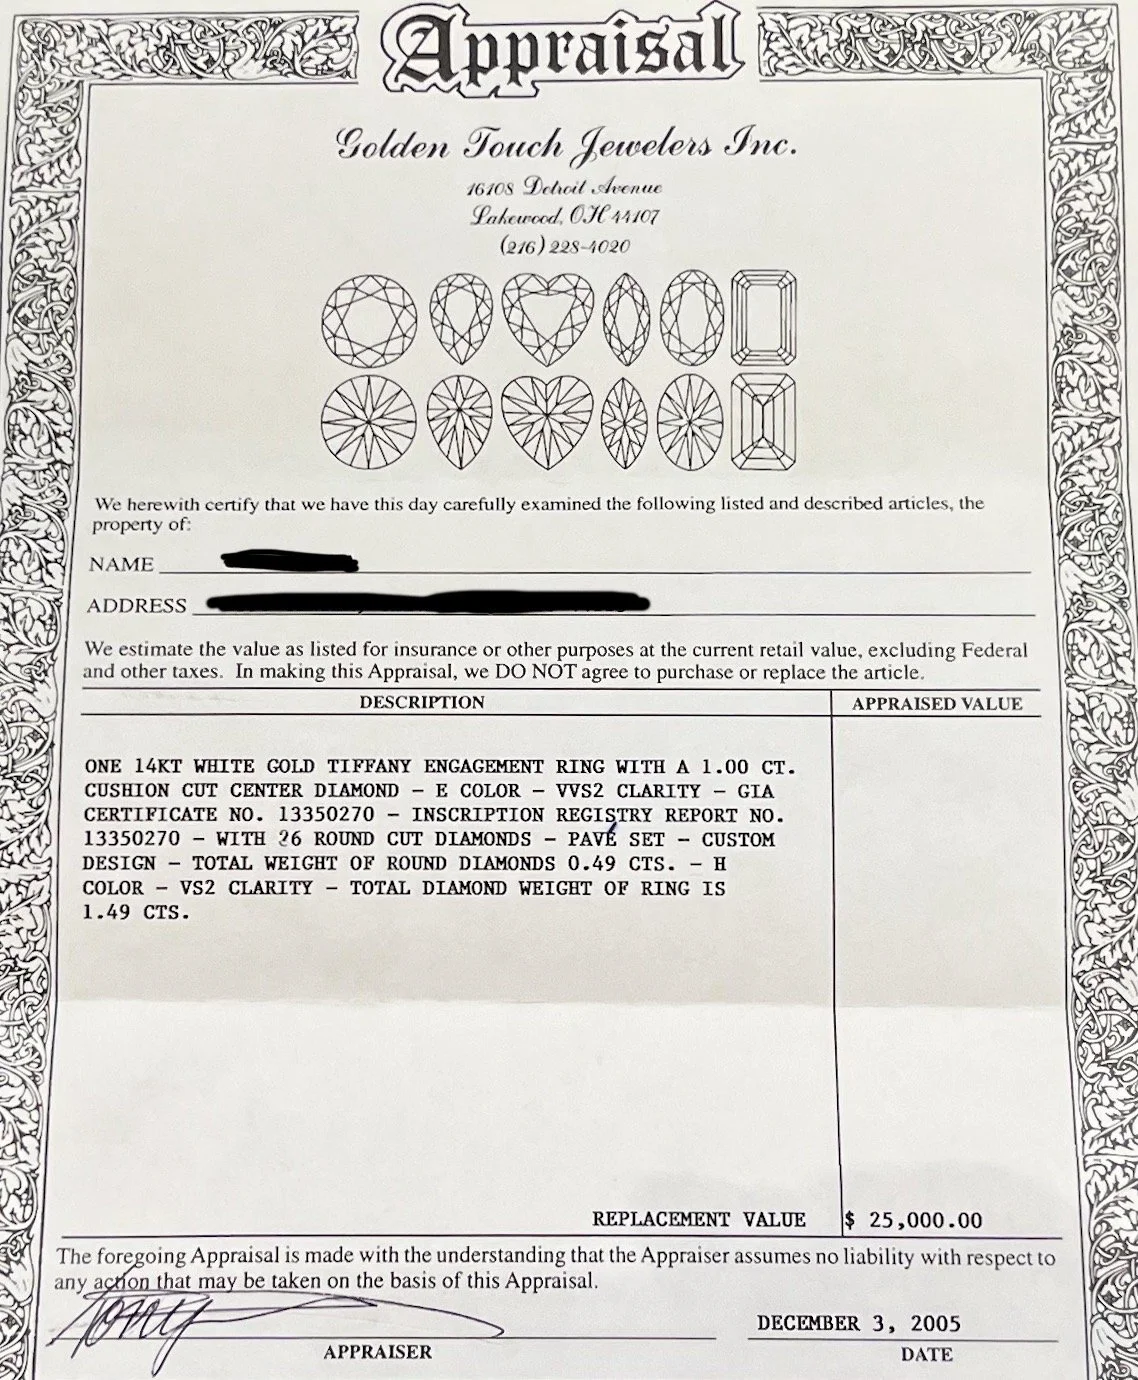 Appraisal
Golden Touch Jewelers Inc.
16108 Detroit Avenue
Lakewood, OH 44107
(216) 228-4020
We herewith certify that we have this day carefully examined the following listed and described articles, the
property of:
NAME
ADDRESS
We estimate the value as listed for insurance or other purposes at the current retail value, excluding Federal
and other taxes. In making this Appraisal, we DO NOT agree to purchase or replace the article.
DESCRIPTION APPRAISED VALUE
ONE 14KT WHITE GOLD TIFFANY ENGAGEMENT RING WITH A 1.00 CT.
CUSHION CUT CENTER DIAMOND - E COLOR - VVS2 CLARITY - GIA
CERTIFICATE NO. 13350270 - INSCRIPTION REGISTRY REPORT NO.
13350270 - WITH 26 ROUND CUT DIAMONDS - PAVÉ SET - CUSTOM
DESIGN - TOTAL WEIGHT OF ROUND DIAMONDS 0.49 CTS. - H
COLOR - VS2 CLARITY - TOTAL DIAMOND WEIGHT OF RING IS
1.49 CTS.
REPLACEMENT VALUE $ 25,000.00
The foregoing Appraisal is made with the understanding that the Appraiser assumes no liability with respect to
any action that may be taken on the basis of this Appraisal.
Tony
DECEMBER 3, 2005
APPRAISER DATE